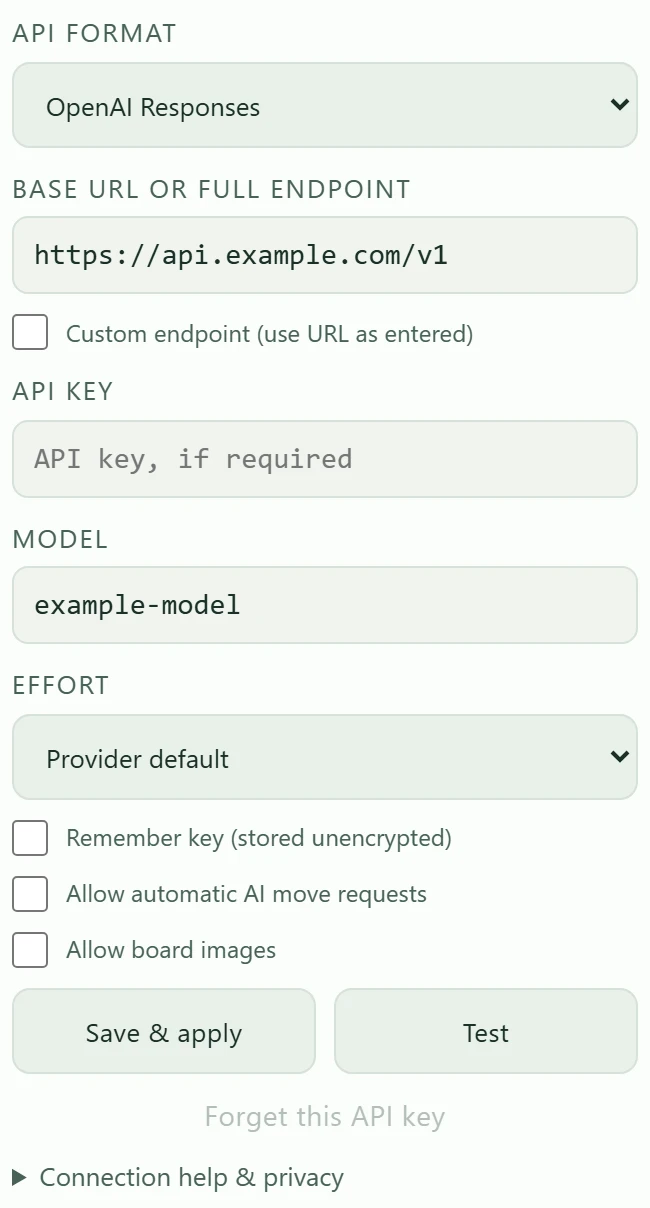 API FORMAT
OpenAI Responses
BASE URL OR FULL ENDPOINT
https://api.example.com/v1
Custom endpoint (use URL as entered)
API KEY
API key, if required
MODEL
example-model
EFFORT
Provider default
Remember key (stored unencrypted)
Allow automatic AI move requests
Allow board images
Save & apply
Test
Forget this API key
Connection help & privacy